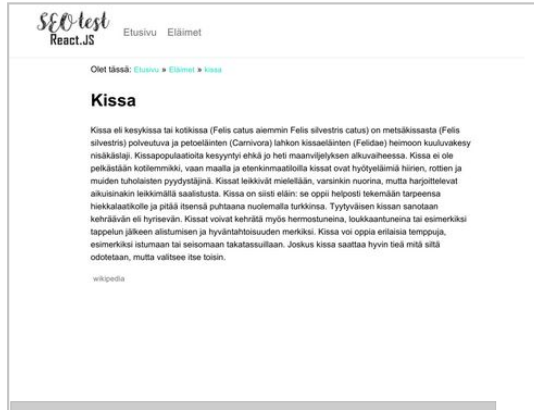 SEO test
React.JS
Etusivu Eläimet
Olet tässä: Etusivu » Eläimet » kissa
Kissa
Kissa eli kesykissa tai kotikissa (Felis catus aiemmin Felis silvestris catus) on metsäkissasta (Felis
silvestris) polveutuva ja petoeläinten (Carnivora) lahkon kissaeläinten (Felidae) heimoon kuuluvakesy
nisäkäslaji. Kissapopulaatioita kesyyntyi ehkä jo heti maanviljelyksen alkuvaiheessa. Kissa ei ole
pelkästään kotilemmikki, vaan maalla ja etenkinmaatiloilla kissat ovat hyötyeläimiä hiirien, rottien ja
muiden tuholaisten pyydystäjinä. Kissat leikkivät mielellään, varsinkin nuorina, mutta harjoittelevat
aikuisinakin leikkimällä saalistusta. Kissa on siisti eläin: se oppii helposti tekemään tarpeensa
hiekkalaatikolle ja pitää itsensä puhtaana nuolemalla turkkinsa. Tyytyväisen kissan sanotaan
kehräävän eli hyrisevän. Kissat voivat kehrätä myös hermostuneina, loukkaantuneina tai esimerkiksi
tappelun jälkeen alistumisen ja hyväntahtoisuuden merkiksi. Kissa voi oppia erilaisia temppuja,
esimerkiksi istumaan tai seisomaan takatassuillaan. Joskus kissa saattaa hyvin tieä mitä siltä
odotetaan, mutta valitsee itse toisin.
wikipedia